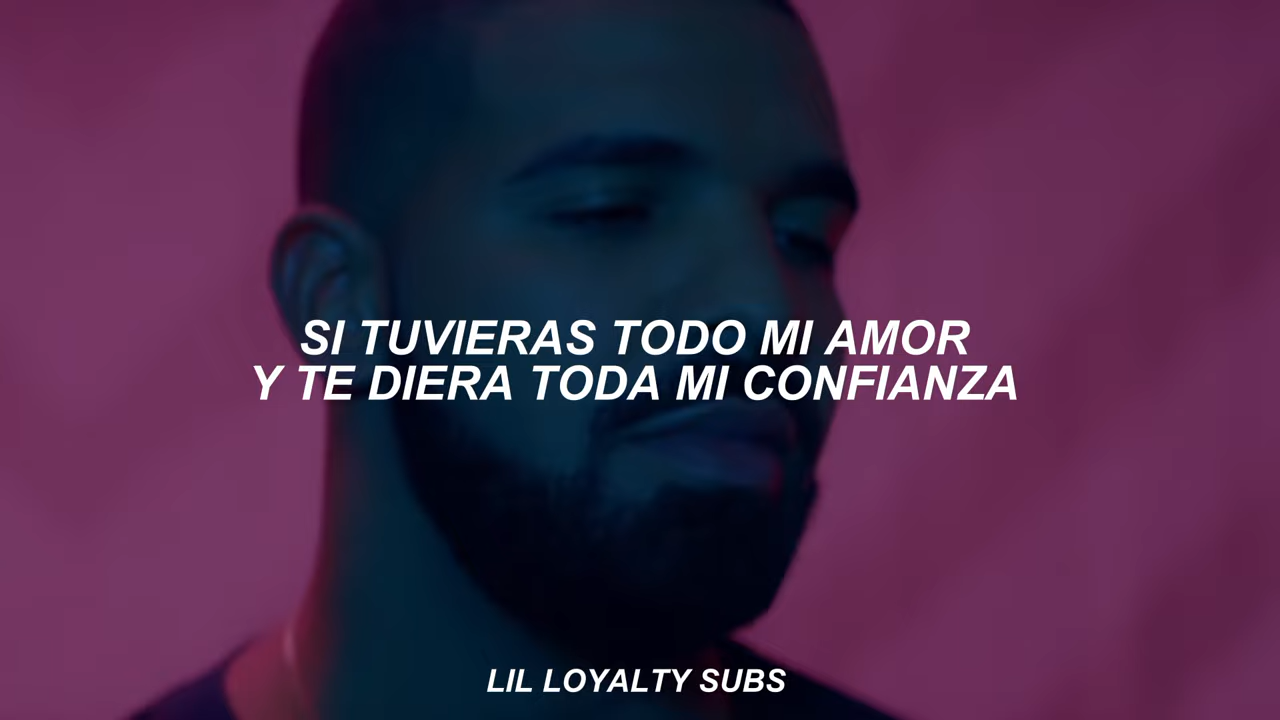 SI TUVIERAS TODO MI AMOR
Y TE DIERA TODA MI CONFIANZA
LIL LOYALTY SUBS